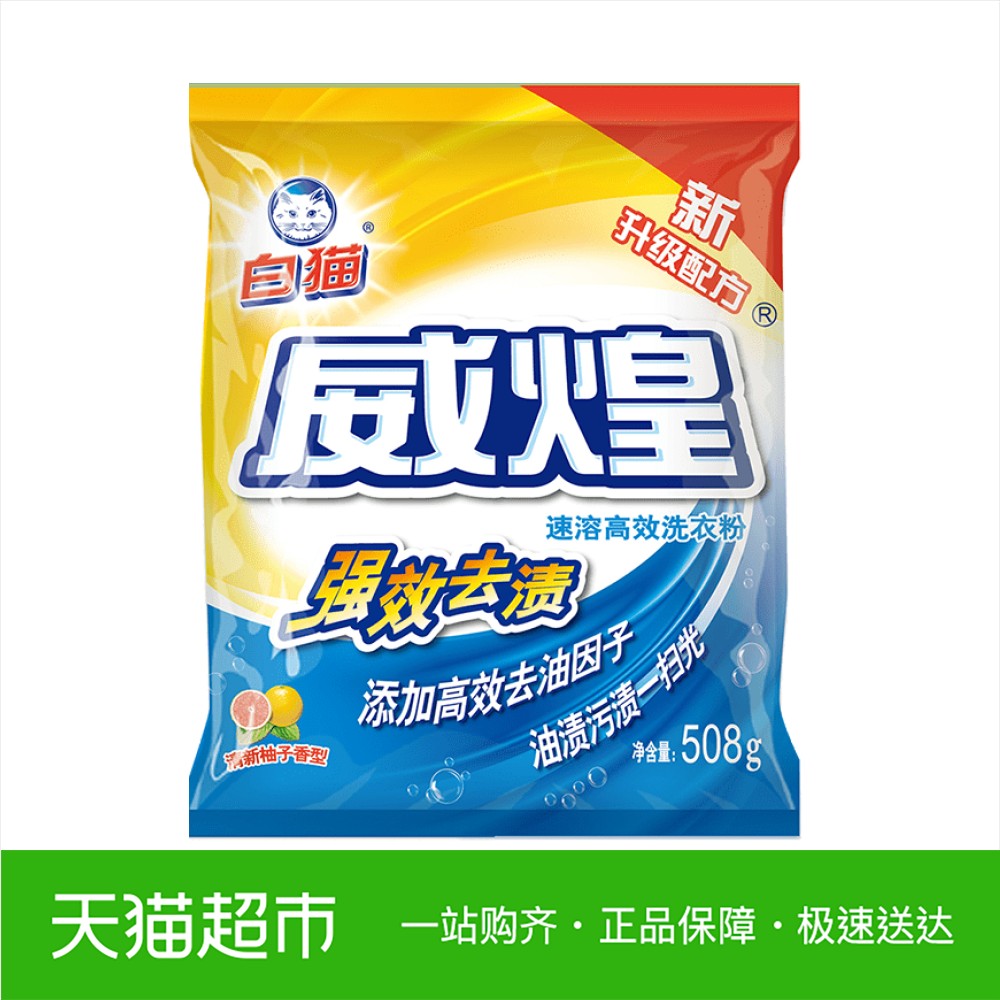 新
升级配方
®
白猫®
威煌
速溶高效洗衣粉
强效去渍
添加高效去油因子
油渍污渍一扫光
清新柚子香型
净含量:508g
天猫超市
一站购齐·正品保障·极速送达